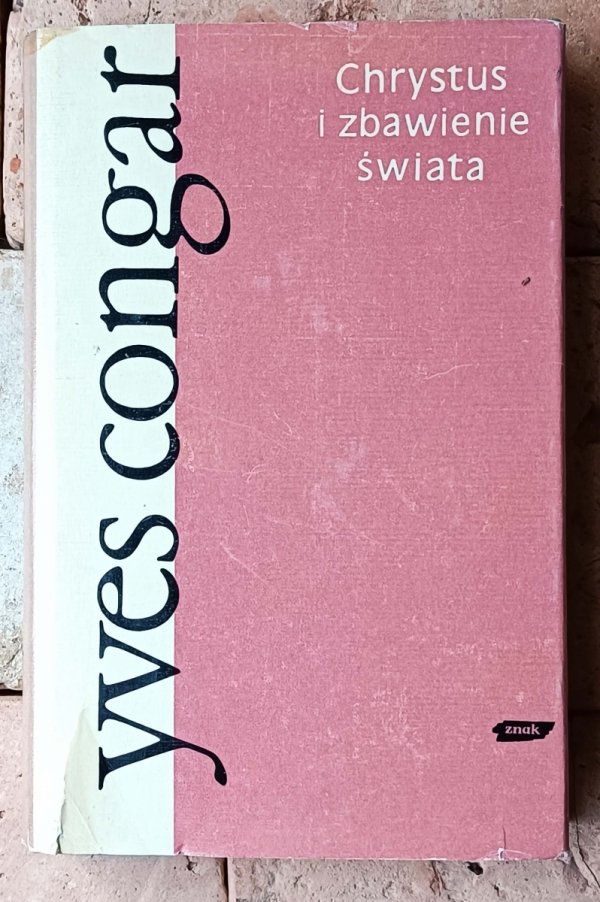 yves congar
Chrystus
i zbawienie
świata
znak